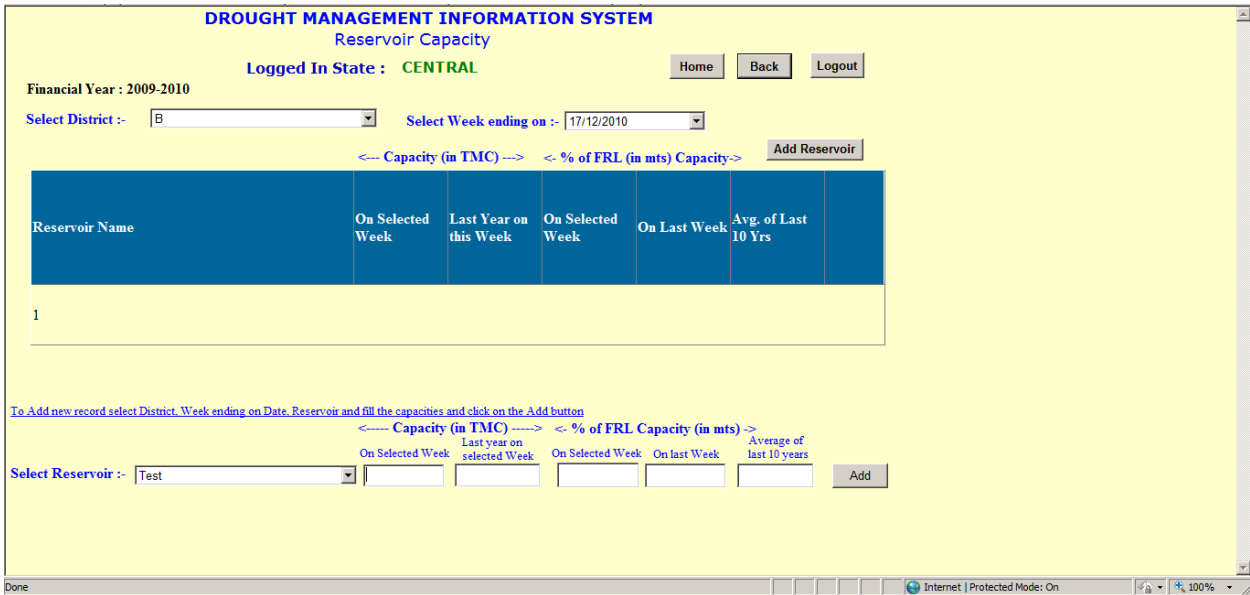 DROUGHT MANAGEMENT INFORMATION SYSTEM
Reservoir Capacity
Logged In State : CENTRAL
Home Back Logout
Financial Year : 2009-2010
Select District :- B Select Week ending on :- 17/12/2010
Add Reservoir
<--- Capacity (in TMC) ---> <- % of FRL (in mts) Capacity->
Reservoir Name On Selected Week Last Year on this Week On Selected Week On Last Week Avg. of Last 10 Yrs
1
To Add new record select District, Week ending on Date, Reservoir and fill the capacities and click on the Add button
<----- Capacity (in TMC) -----> <- % of FRL Capacity (in mts) ->
On Selected Week Last year on selected Week On Selected Week On last Week Average of last 10 years
Select Reservoir :- Test Add
Done Internet | Protected Mode: On 100%